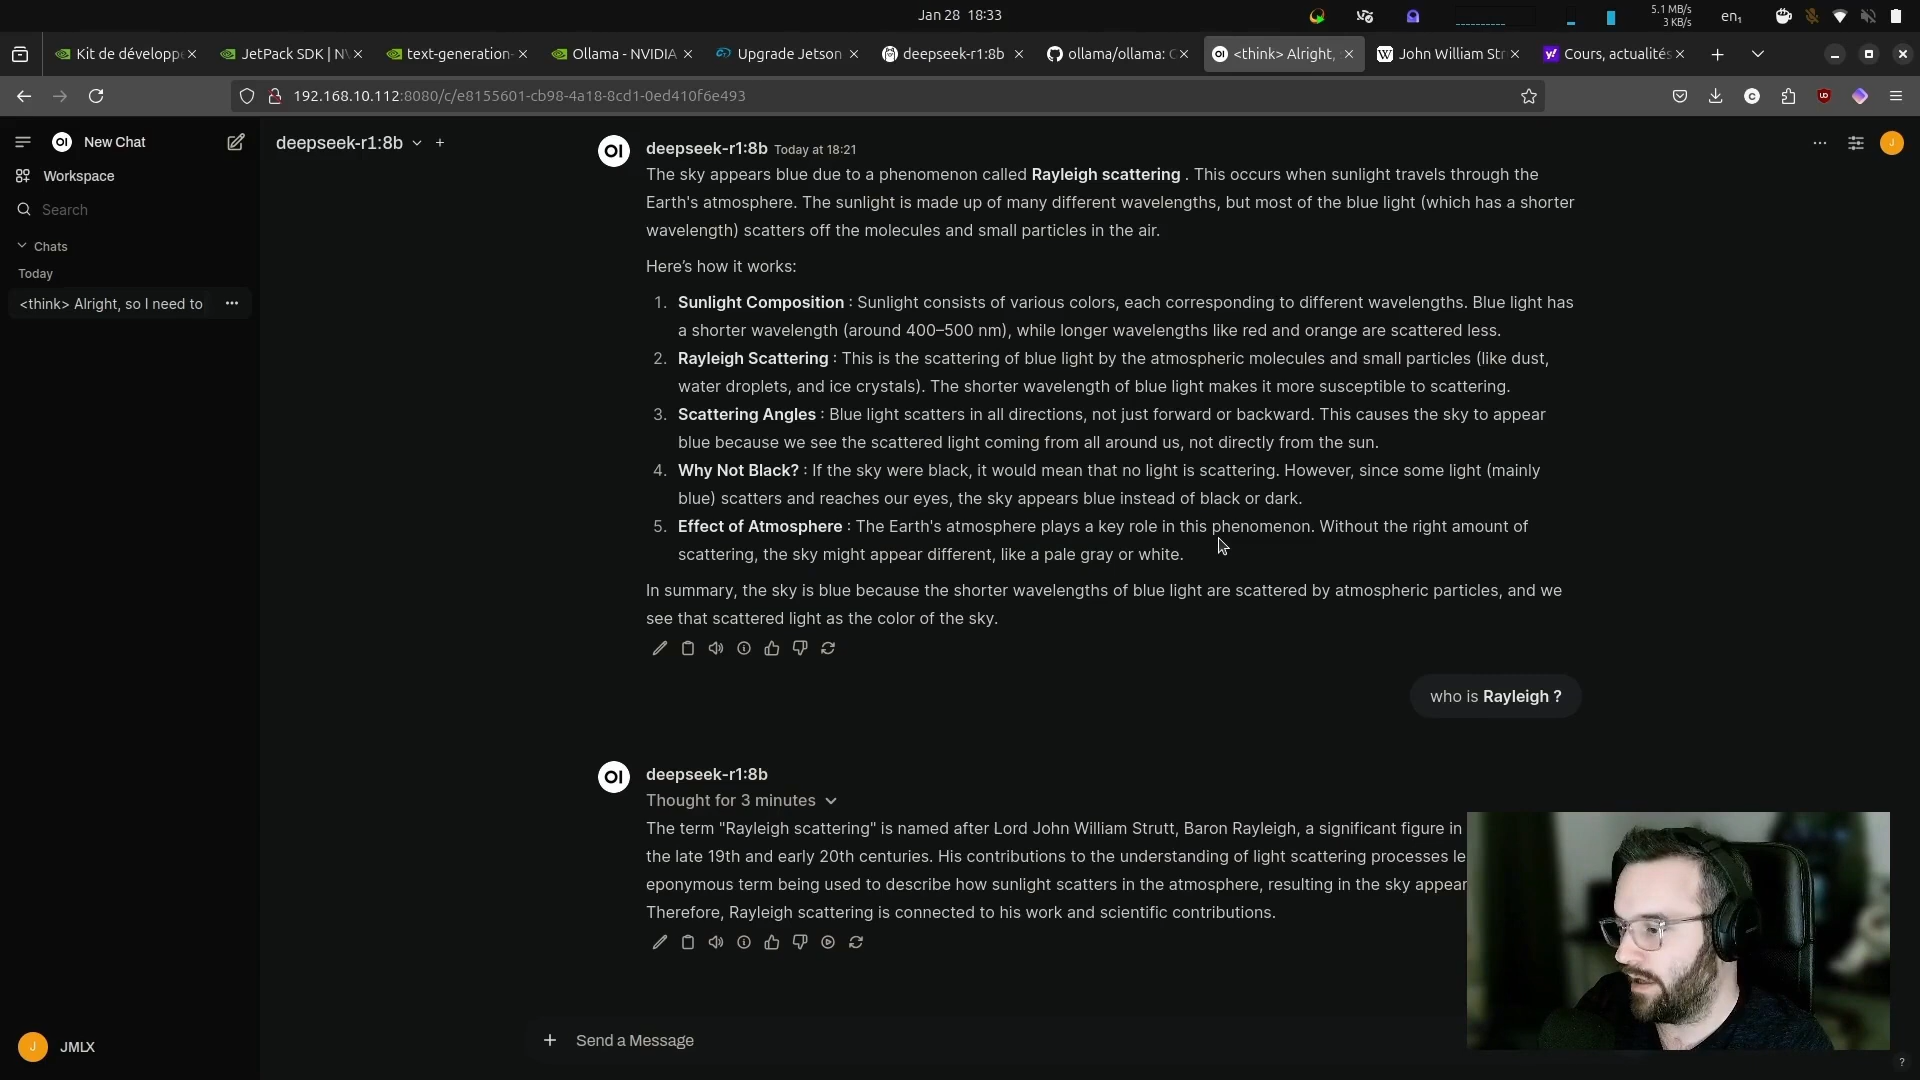 Jan 28 18:33
5.1 MB/s
3 KB/s
en₁
Kit de développe
JetPack SDK | NV
text-generation-
Ollama - NVIDIA
Upgrade Jetson
deepseek-r1:8b
ollama/ollama: G
<think> Alright, s
John William Str
Cours, actualités
192.168.10.112:8080/c/e8155601-cb98-4a18-8cd1-0ed410f6e493
OI New Chat
Workspace
Search
Chats
Today
<think> Alright, so I need to
deepseek-r1:8b
J
OI deepseek-r1:8b Today at 18:21
The sky appears blue due to a phenomenon called Rayleigh scattering . This occurs when sunlight travels through the
Earth's atmosphere. The sunlight is made up of many different wavelengths, but most of the blue light (which has a shorter
wavelength) scatters off the molecules and small particles in the air.
Here’s how it works:
1. Sunlight Composition : Sunlight consists of various colors, each corresponding to different wavelengths. Blue light has
a shorter wavelength (around 400–500 nm), while longer wavelengths like red and orange are scattered less.
2. Rayleigh Scattering : This is the scattering of blue light by the atmospheric molecules and small particles (like dust,
water droplets, and ice crystals). The shorter wavelength of blue light makes it more susceptible to scattering.
3. Scattering Angles : Blue light scatters in all directions, not just forward or backward. This causes the sky to appear
blue because we see the scattered light coming from all around us, not directly from the sun.
4. Why Not Black? : If the sky were black, it would mean that no light is scattering. However, since some light (mainly
blue) scatters and reaches our eyes, the sky appears blue instead of black or dark.
5. Effect of Atmosphere : The Earth's atmosphere plays a key role in this phenomenon. Without the right amount of
scattering, the sky might appear different, like a pale gray or white.
In summary, the sky is blue because the shorter wavelengths of blue light are scattered by atmospheric particles, and we
see that scattered light as the color of the sky.
who is Rayleigh ?
OI deepseek-r1:8b
Thought for 3 minutes
The term "Rayleigh scattering" is named after Lord John William Strutt, Baron Rayleigh, a significant figure in
the late 19th and early 20th centuries. His contributions to the understanding of light scattering processes le
eponymous term being used to describe how sunlight scatters in the atmosphere, resulting in the sky appear
Therefore, Rayleigh scattering is connected to his work and scientific contributions.
+ Send a Message
J JMLX
?